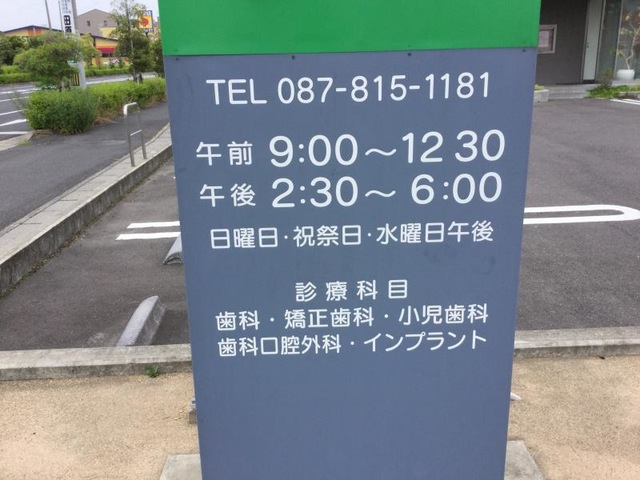 TEL 087-815-1181
午前 9:00～12 30
午後 2:30～6:00
日曜日・祝祭日・水曜日午後
診療科目
歯科・矯正歯科・小児歯科
歯科口腔外科・インプラント